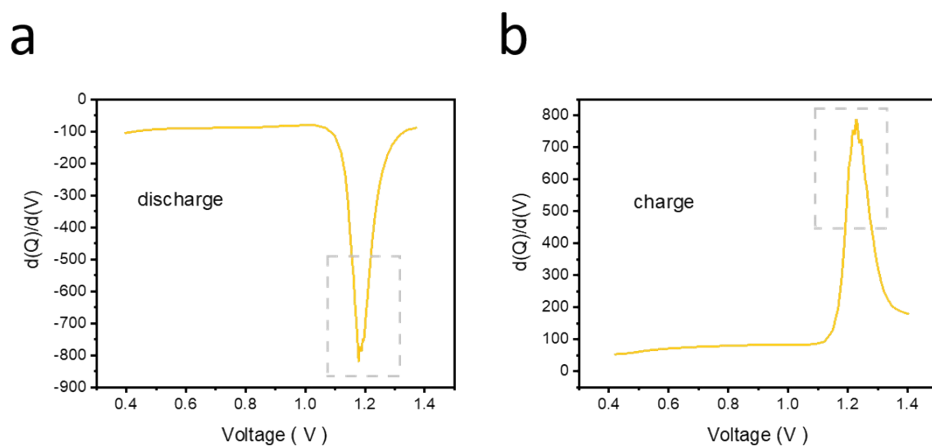 a
0
-100
-200
-300
-400
-500
-600
-700
-800
-900
d(Q)/d(V)
discharge
0.4 0.6 0.8 1.0 1.2 1.4
Voltage ( V )
b
800
700
600
500
400
300
200
100
0
d(Q)/d(V)
charge
0.4 0.6 0.8 1.0 1.2 1.4
Voltage (V )